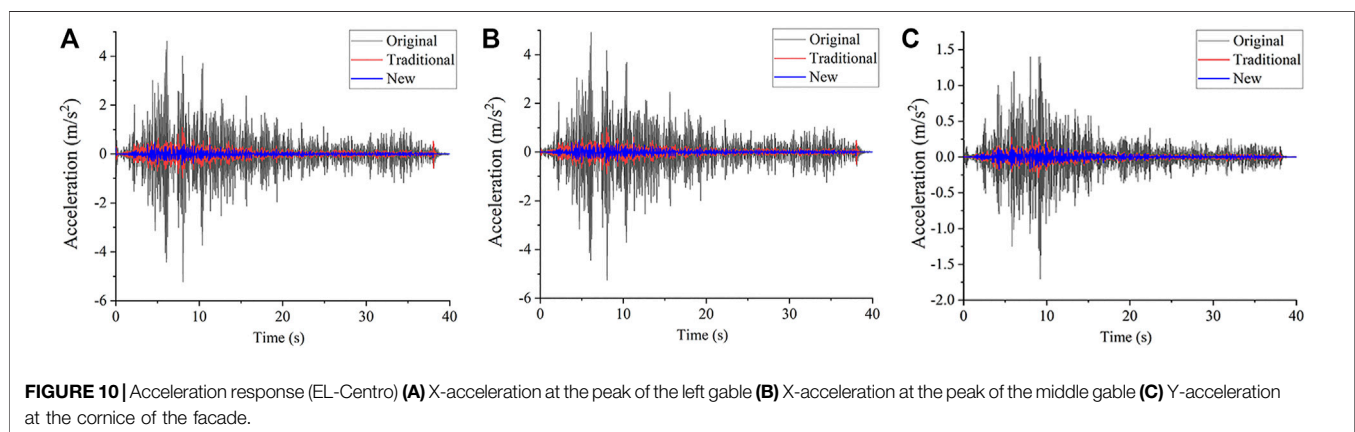 A
Original
Traditional
New
Acceleration (m/s²)
4
2
0
-2
-4
-6
0
10
20
30
40
Time (s)
B
Original
Traditional
New
Acceleration (m/s²)
4
2
0
-2
-4
-6
0
10
20
30
40
Time (s)
C
Original
Traditional
New
Acceleration (m/s²)
1.5
1.0
0.5
0.0
-0.5
-1.0
-1.5
-2.0
0
10
20
30
40
Time (s)
FIGURE 10 | Acceleration response (EL-Centro) (A) X-acceleration at the peak of the left gable (B) X-acceleration at the peak of the middle gable (C) Y-acceleration
at the cornice of the facade.